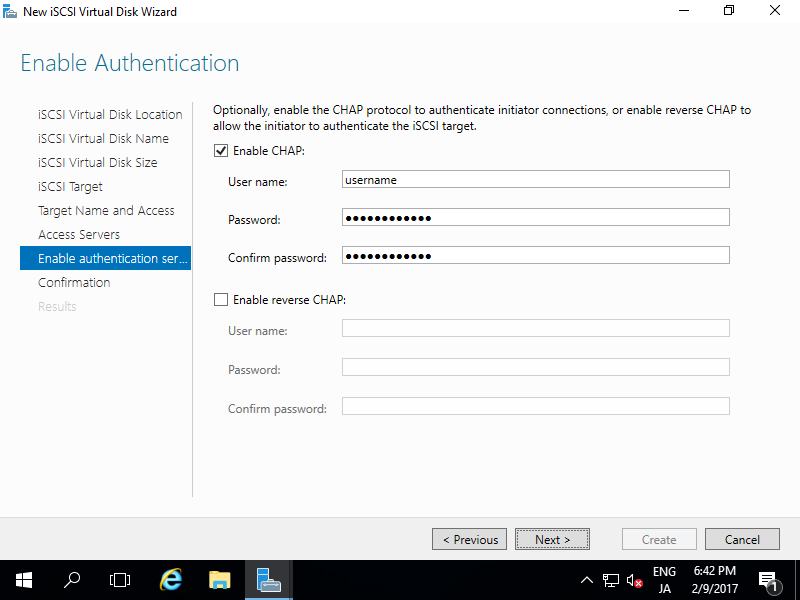 New iSCSI Virtual Disk Wizard
Enable Authentication
iSCSI Virtual Disk Location
iSCSI Virtual Disk Name
iSCSI Virtual Disk Size
iSCSI Target
Target Name and Access
Access Servers
Enable authentication ser...
Confirmation
Results
Optionally, enable the CHAP protocol to authenticate initiator connections, or enable reverse CHAP to
allow the initiator to authenticate the iSCSI target.
Enable CHAP:
User name:
username
Password:
●●●●●●●●●●●●
Confirm password:
●●●●●●●●●●●●
Enable reverse CHAP:
User name:
Password:
Confirm password:
< Previous
Next >
Create
Cancel
ENG
JA
6:42 PM
2/9/2017
1